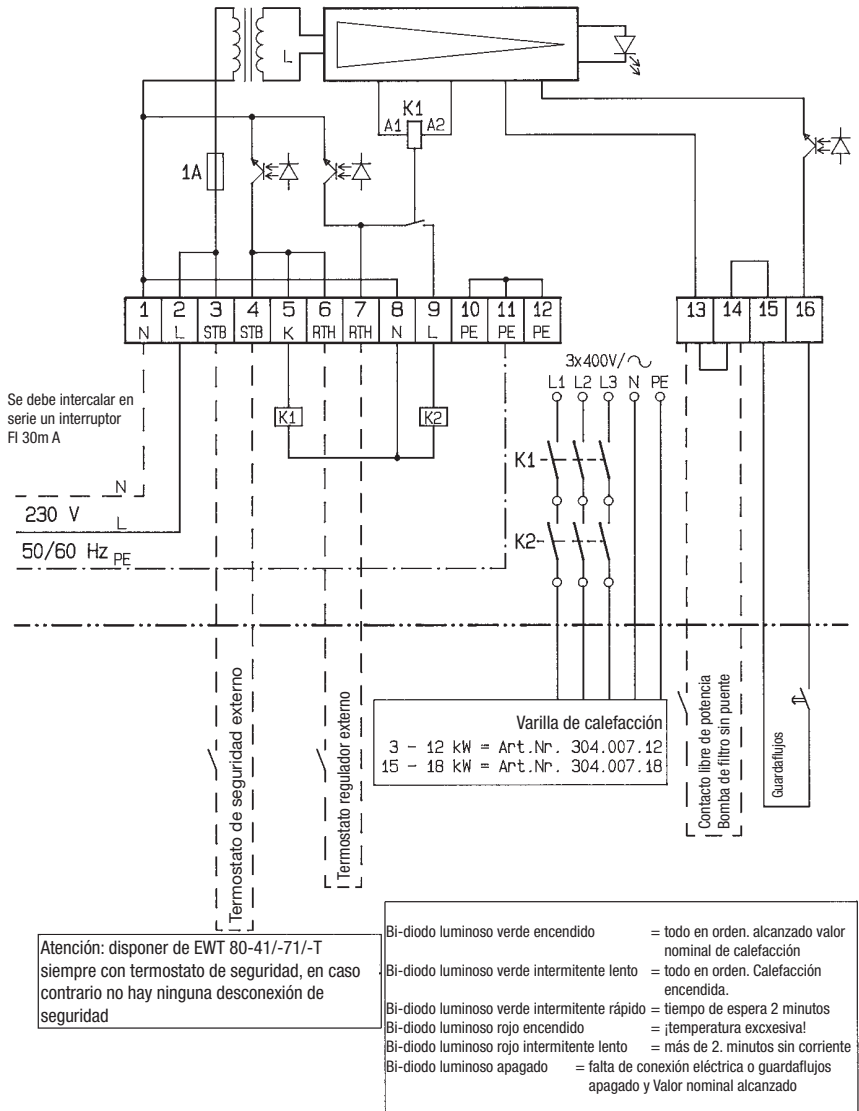 L
K1
A1 A2
1A
1 2 3 4 5 6 7 8 9 10 11 12
N L STB STB K RTH RTH N L PE PE PE
13 14 15 16
Se debe intercalar en
serie un interruptor
FI 30m A
K1
K2
3x400V/~
L1 L2 L3 N PE
K1
K2
N
230 V L
50/60 Hz PE
Termostato de seguridad externo
Termostato regulador externo
Varilla de calefacción
3 - 12 kW = Art.Nr. 304.007.12
15 - 18 kW = Art.Nr. 304.007.18
Contacto libre de potencia
Bomba de filtro sin puente
Guardaflujos
Atención: disponer de EWT 80-41/-71/-T
siempre con termostato de seguridad, en caso
contrario no hay ninguna desconexión de
seguridad
Bi-diodo luminoso verde encendido = todo en orden. alcanzado valor
nominal de calefacción
Bi-diodo luminoso verde intermitente lento = todo en orden. Calefacción
encendida.
Bi-diodo luminoso verde intermitente rápido = tiempo de espera 2 minutos
Bi-diodo luminoso rojo encendido = ¡temperatura excxesiva!
Bi-diodo luminoso rojo intermitente lento = más de 2. minutos sin corriente
Bi-diodo luminoso apagado = falta de conexión eléctrica o guardaflujos
apagado y Valor nominal alcanzado